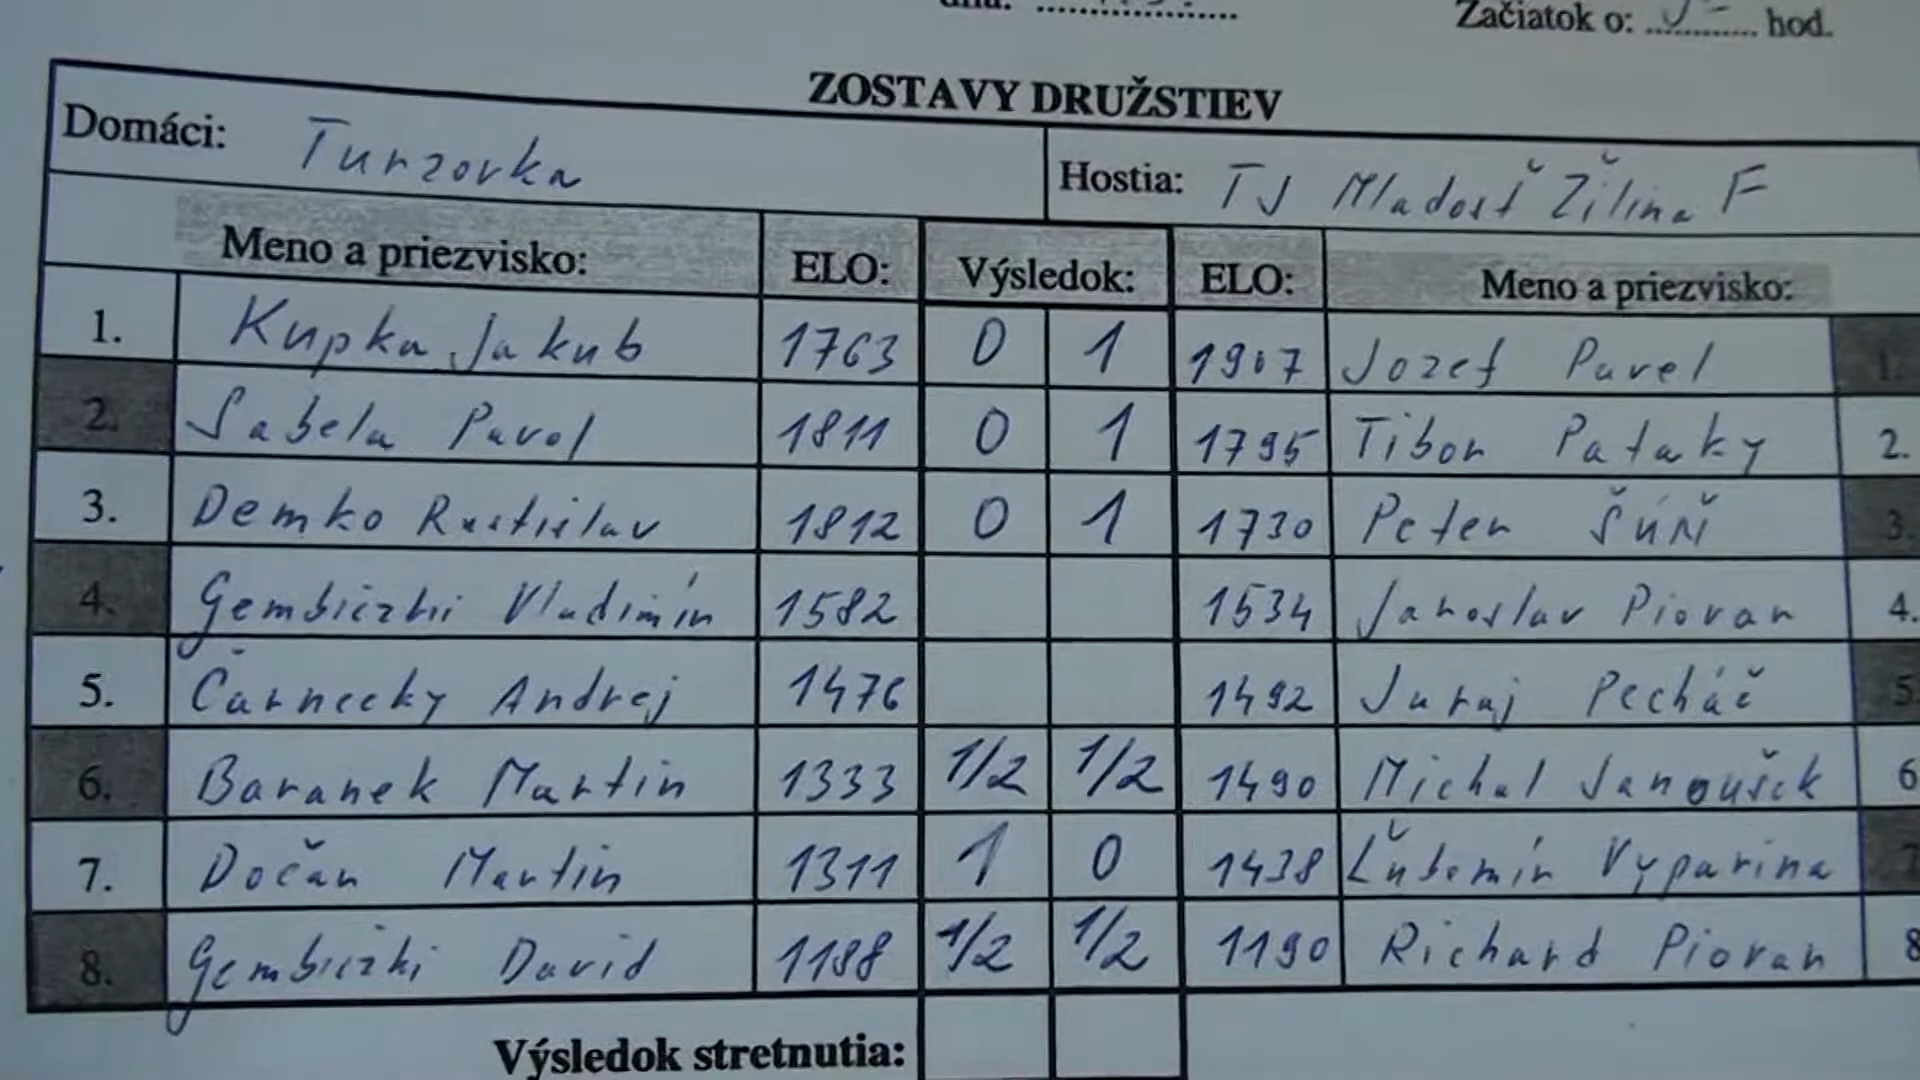 Začiatok o: ............ hod.
ZOSTAVY DRUŽSTIEV
Domáci: Turzovka
Hostia: TJ Mladosť Žilina F
Meno a priezvisko: ELO: Výsledok: ELO: Meno a priezvisko:
1. Kupka Jakub 1763 0 1 1907 Jozef Pavel 1.
2. Sabela Pavol 1811 0 1 1795 Tibor Pataky 2.
3. Demko Rastislav 1812 0 1 1730 Peter ŠÚŇ 3.
4. Gembiczki Vladimír 1582 1534 Jaroslav Piovar 4.
5. Čarnecky Andrej 1476 1492 Juraj Pecháč 5
6. Baranek Martin 1333 1/2 1/2 1490 Michal Janoušek 6
7. Dočár Martin 1311 1 0 1438 Ľubomír Vyparina 7
8. Gembiczki David 1188 1/2 1/2 1190 Richard Piovar 8
Výsledok stretnutia: